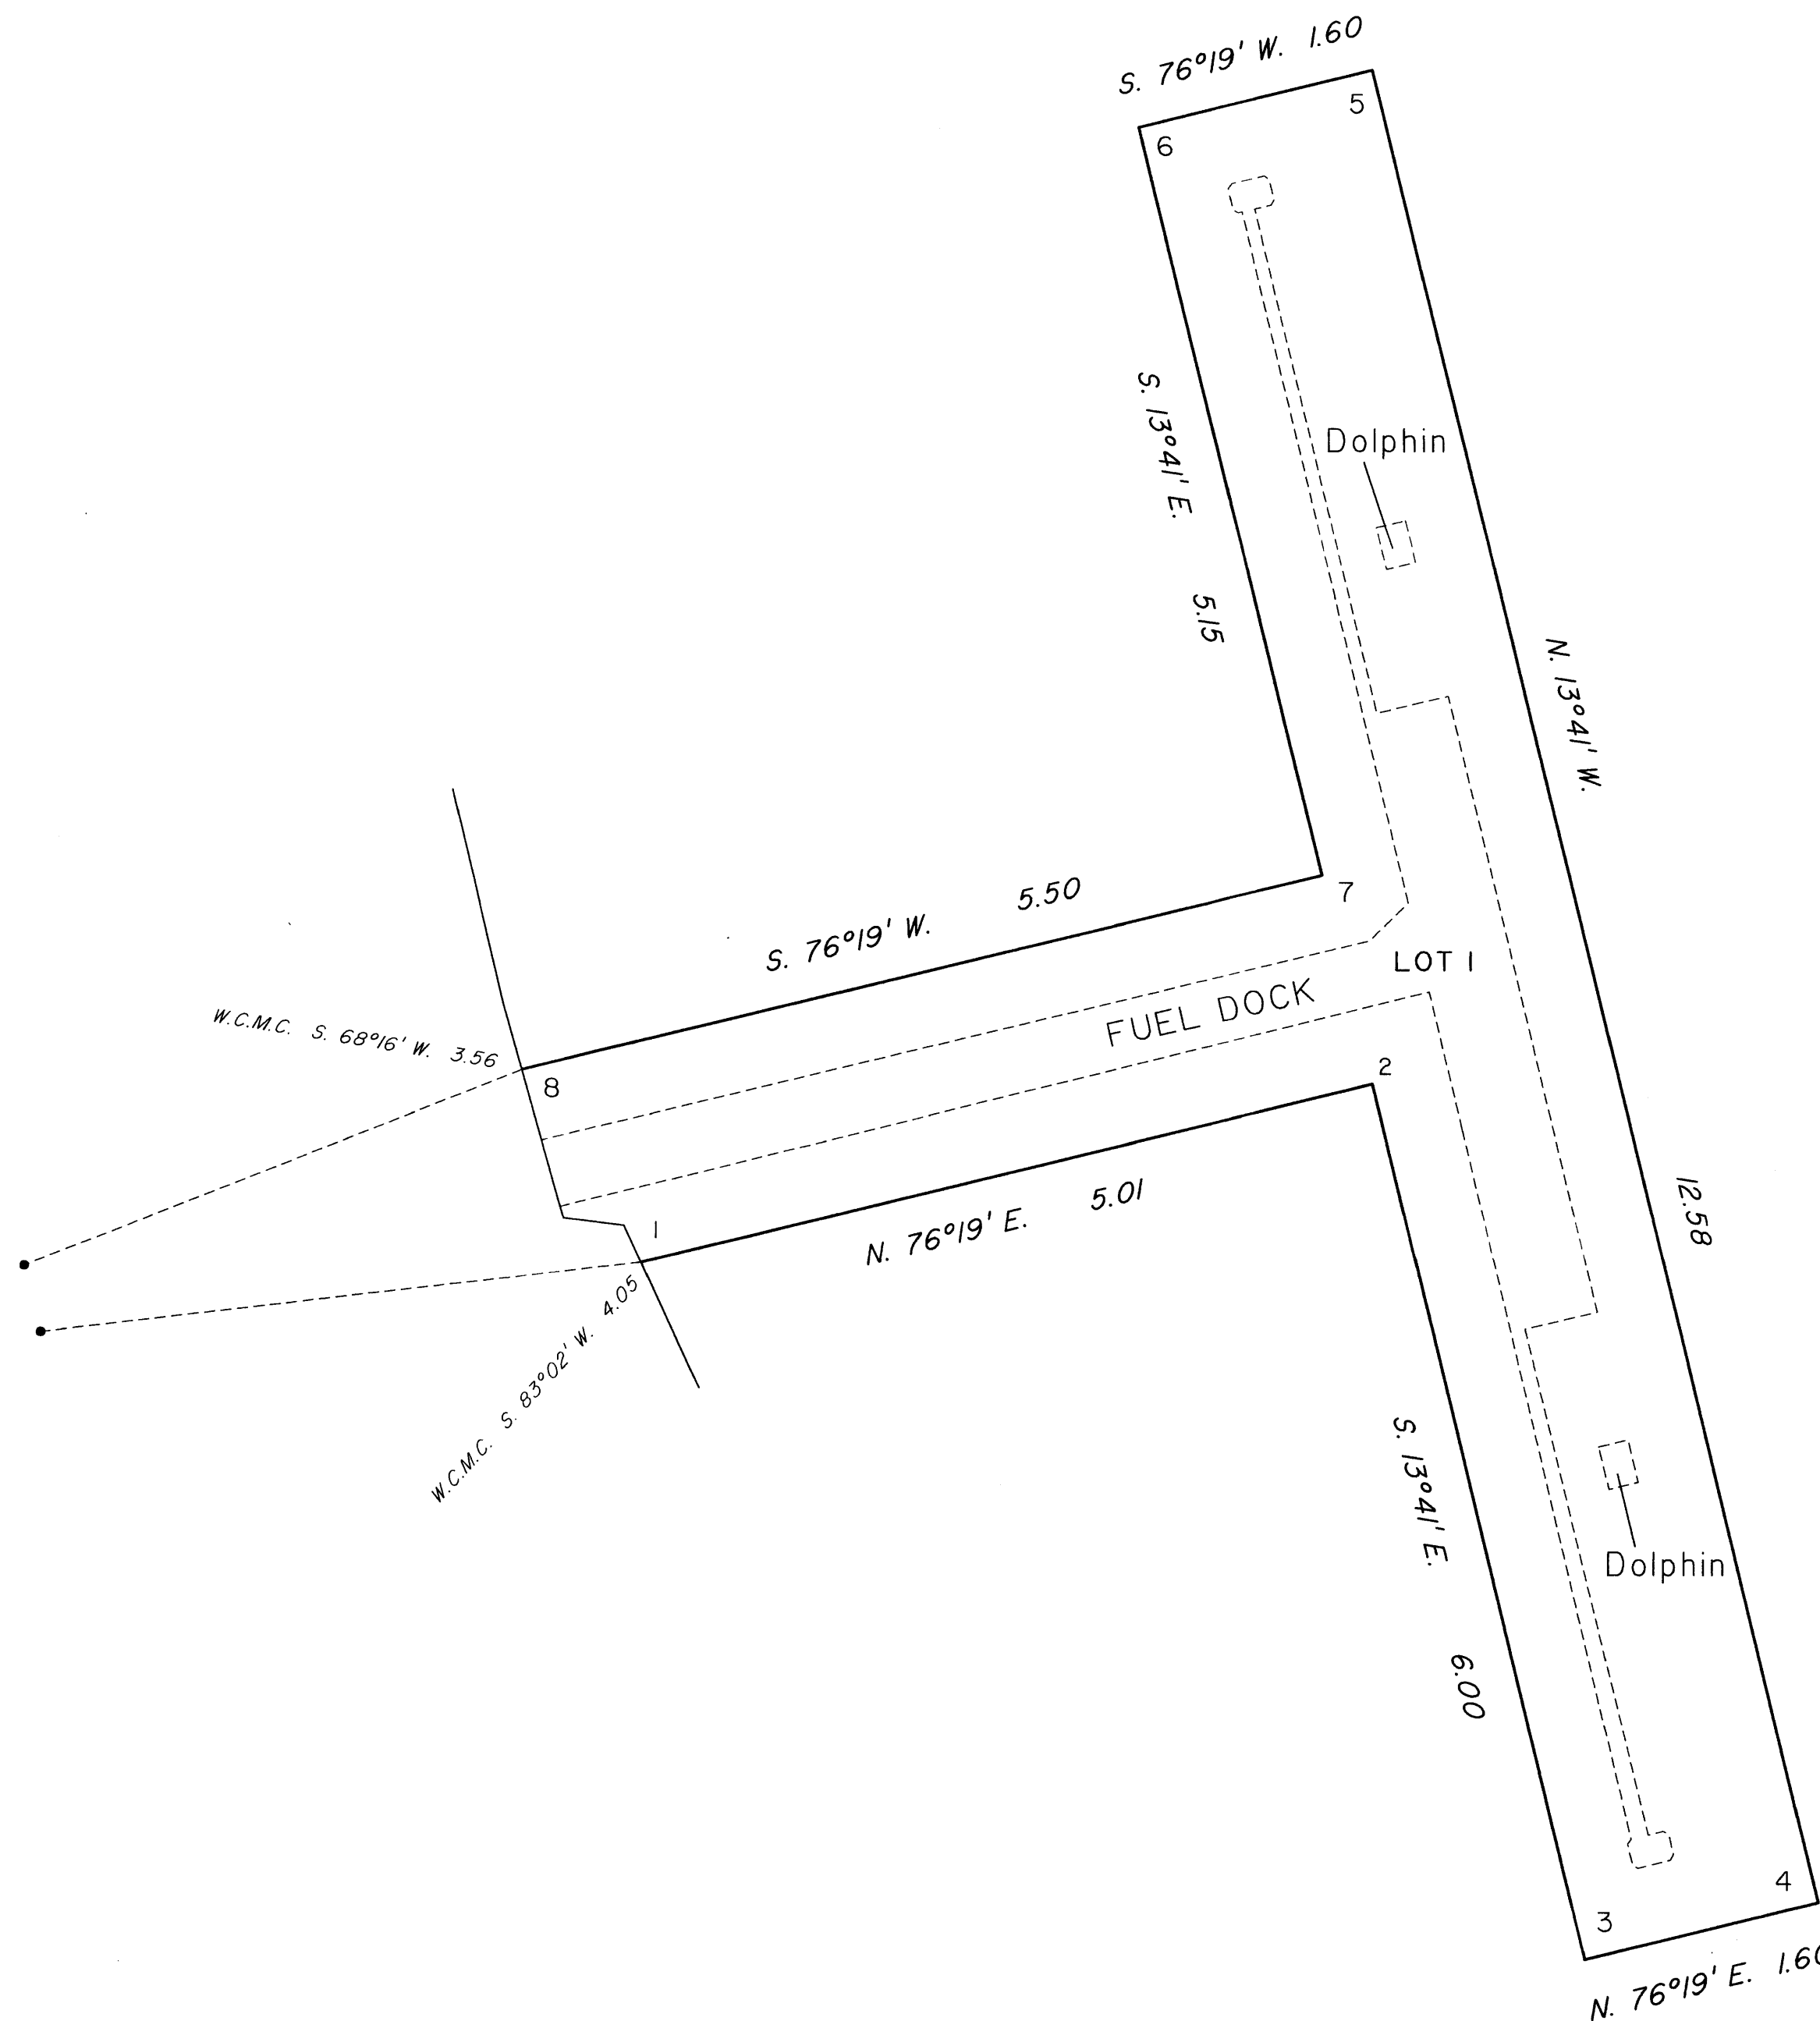 S. 76°19' W. 1.60
5
6
S. 13°41' E. 5.15
Dolphin
N. 13°41' W. 12.58
S. 76°19' W. 5.50
7
LOT 1
FUEL DOCK
W.C.M.C. S. 68°16' W. 3.56
8
2
1
N. 76°19' E. 5.01
W.C.M.C. S. 83°02' W. 4.05
S. 13°41' E. 6.00
Dolphin
4
3
N. 76°19' E. 1.60